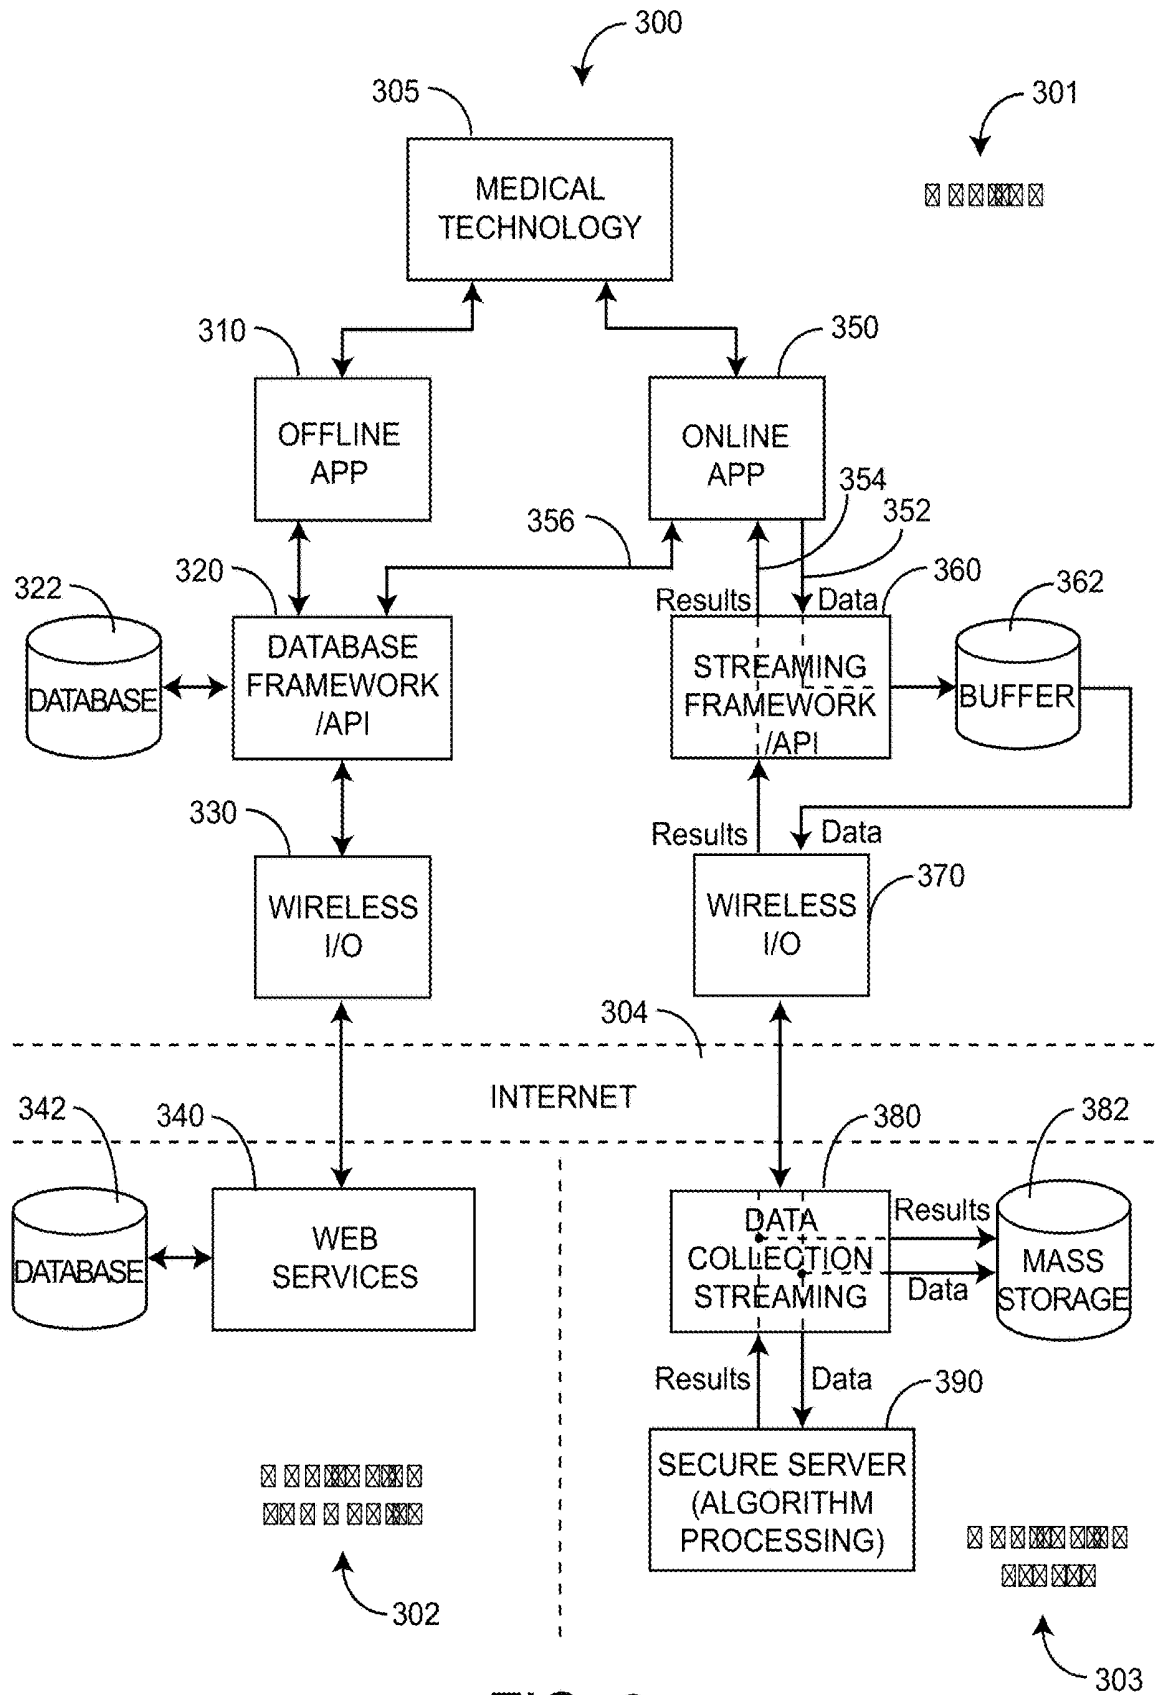 300
305
301
MEDICAL
TECHNOLOGY
310
350
OFFLINE
APP
ONLINE
APP
354
352
356
320
360
322
362
Results
Data
DATABASE
DATABASE
FRAMEWORK
/API
STREAMING
FRAMEWORK
/API
BUFFER
330
Results
Data
370
WIRELESS
I/O
WIRELESS
I/O
304
INTERNET
342
340
380
382
DATABASE
WEB
SERVICES
DATA
COLLECTION
STREAMING
Results
Data
MASS
STORAGE
Results
Data
390
SECURE SERVER
(ALGORITHM
PROCESSING)
302
303